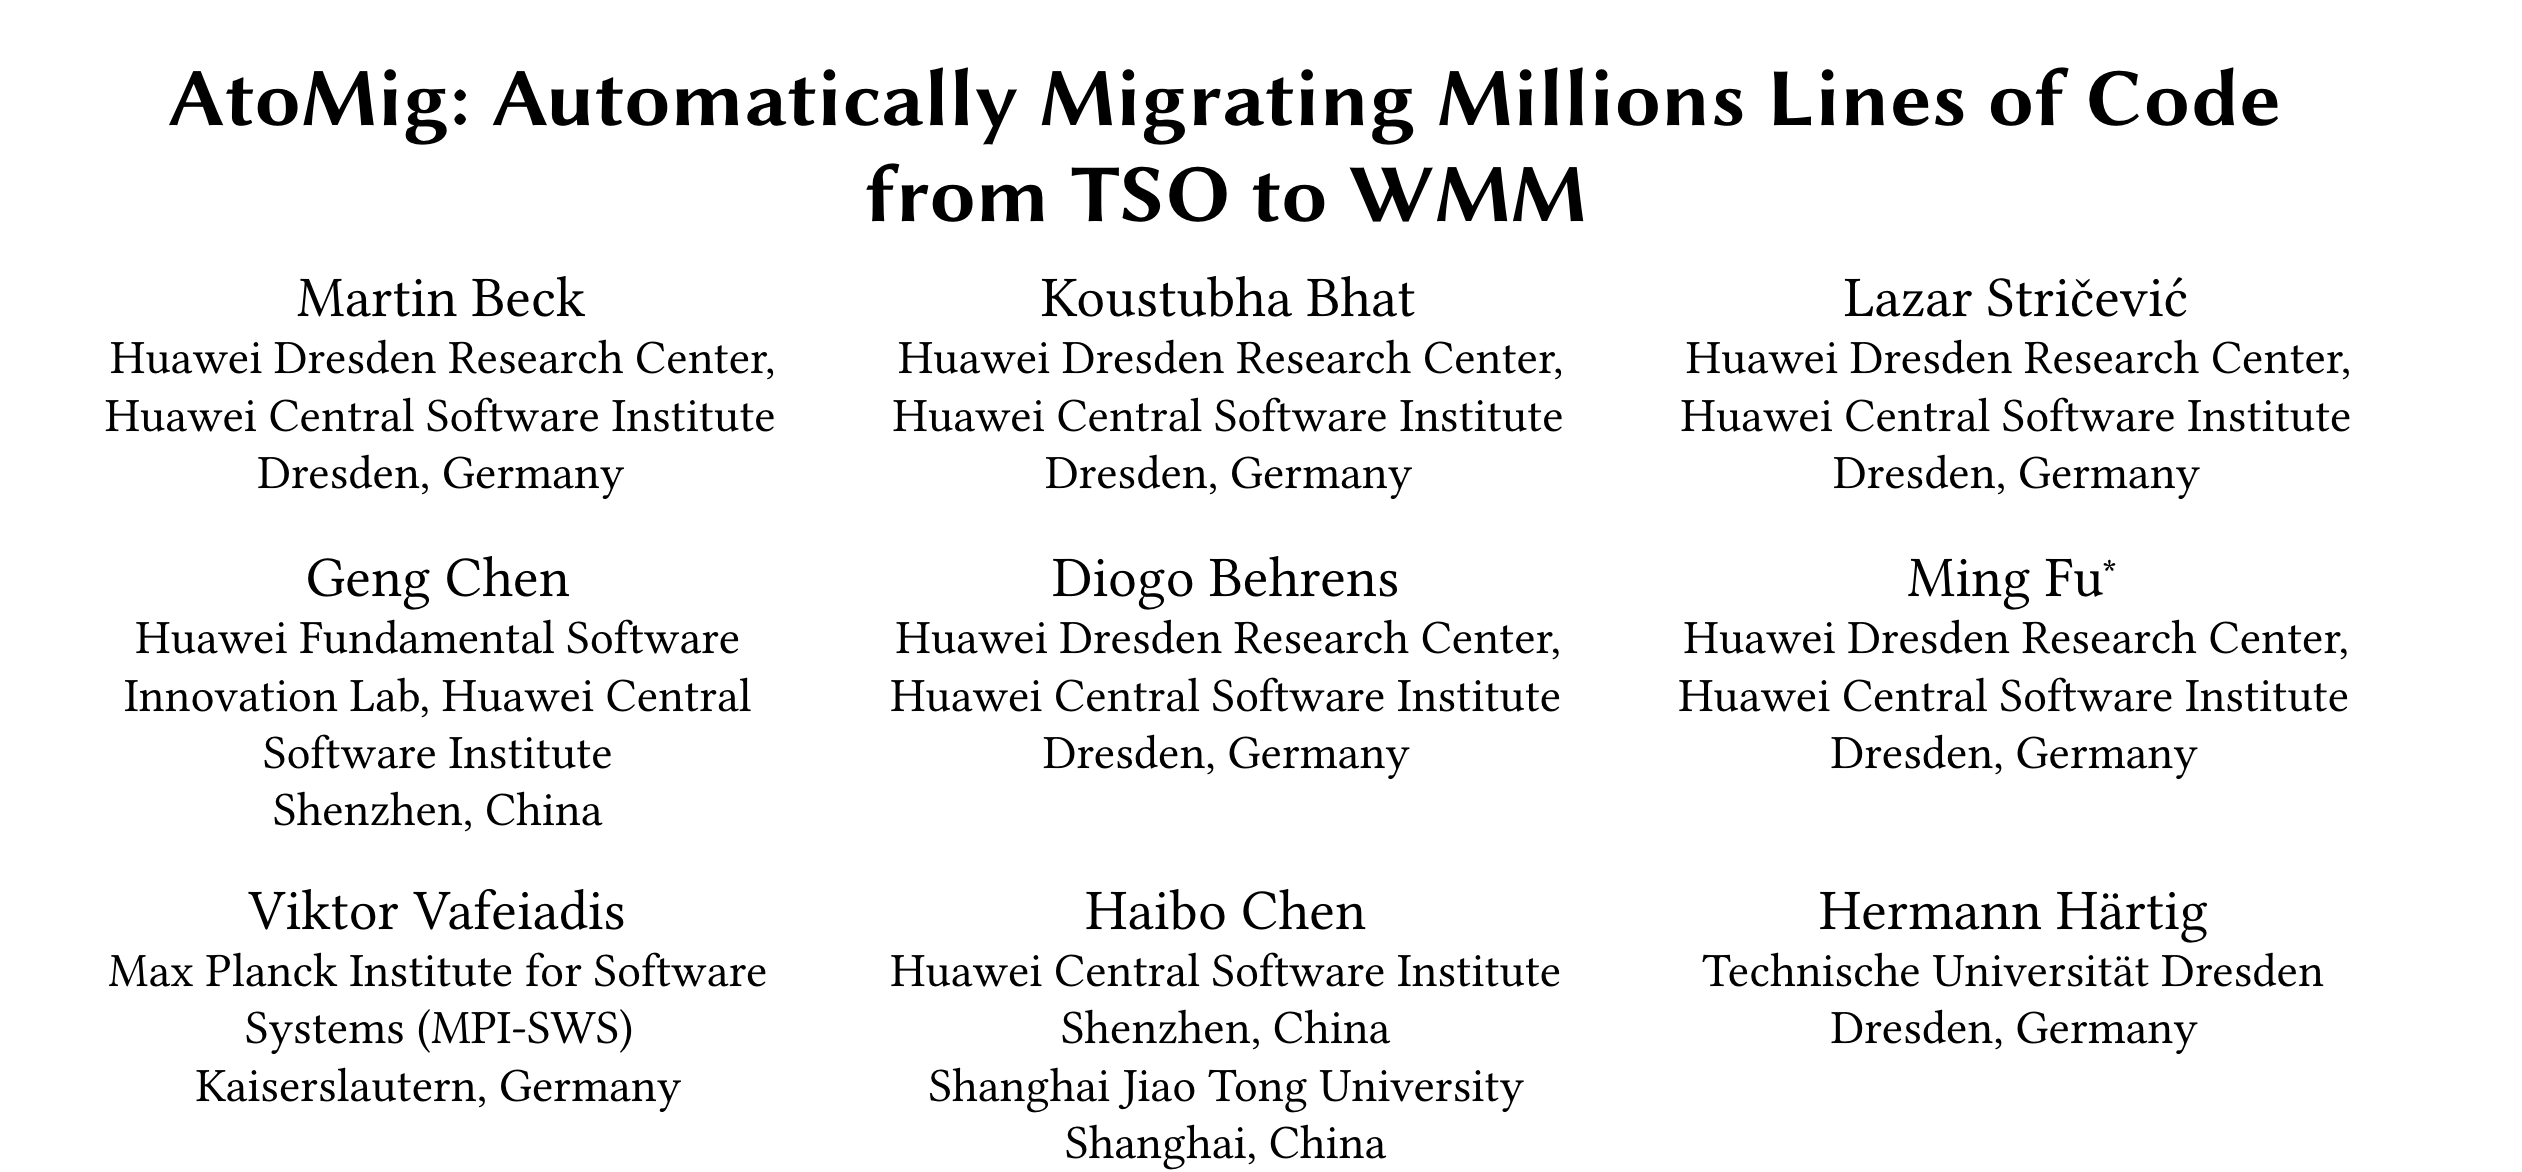 AtoMig: Automatically Migrating Millions Lines of Code
from TSO to WMM
Martin Beck
Huawei Dresden Research Center,
Huawei Central Software Institute
Dresden, Germany
Koustubha Bhat
Huawei Dresden Research Center,
Huawei Central Software Institute
Dresden, Germany
Lazar Stričević
Huawei Dresden Research Center,
Huawei Central Software Institute
Dresden, Germany
Geng Chen
Huawei Fundamental Software
Innovation Lab, Huawei Central
Software Institute
Shenzhen, China
Diogo Behrens
Huawei Dresden Research Center,
Huawei Central Software Institute
Dresden, Germany
Ming Fu*
Huawei Dresden Research Center,
Huawei Central Software Institute
Dresden, Germany
Viktor Vafeiadis
Max Planck Institute for Software
Systems (MPI-SWS)
Kaiserslautern, Germany
Haibo Chen
Huawei Central Software Institute
Shenzhen, China
Shanghai Jiao Tong University
Shanghai, China
Hermann Härtig
Technische Universität Dresden
Dresden, Germany